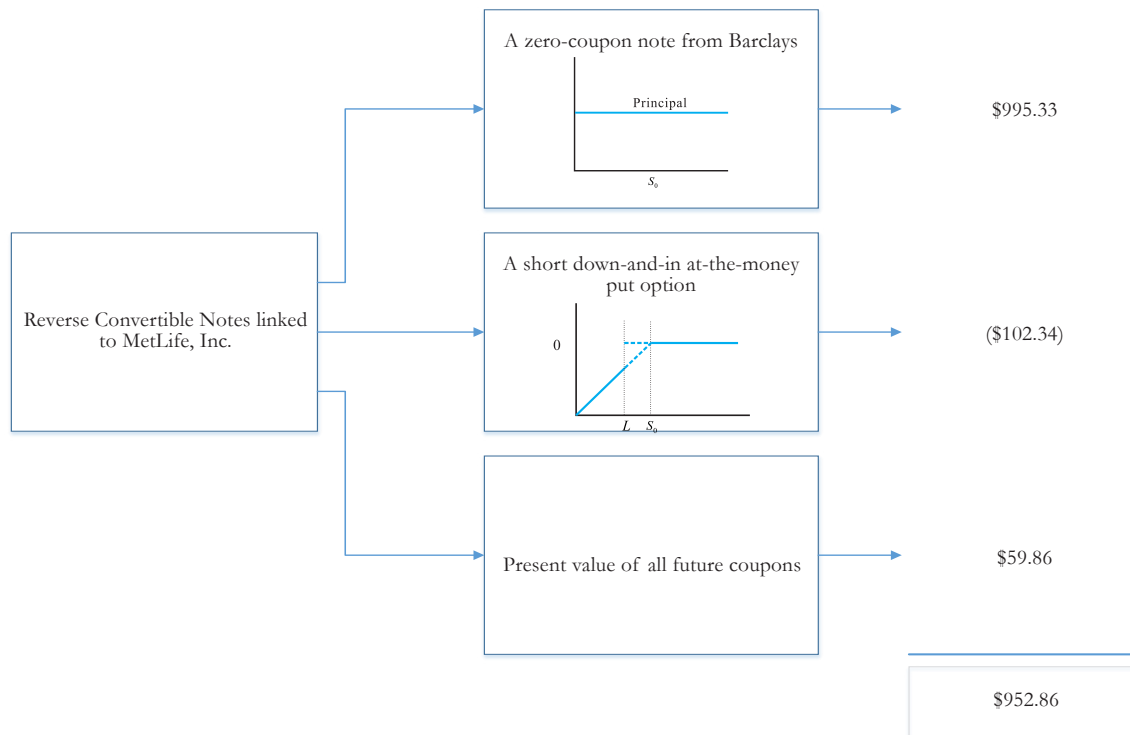 A zero-coupon note from Barclays
Principal
S₀
$995.33
Reverse Convertible Notes linked
to MetLife, Inc.
A short down-and-in at-the-money
put option
0
L S₀
($102.34)
Present value of all future coupons
$59.86
$952.86